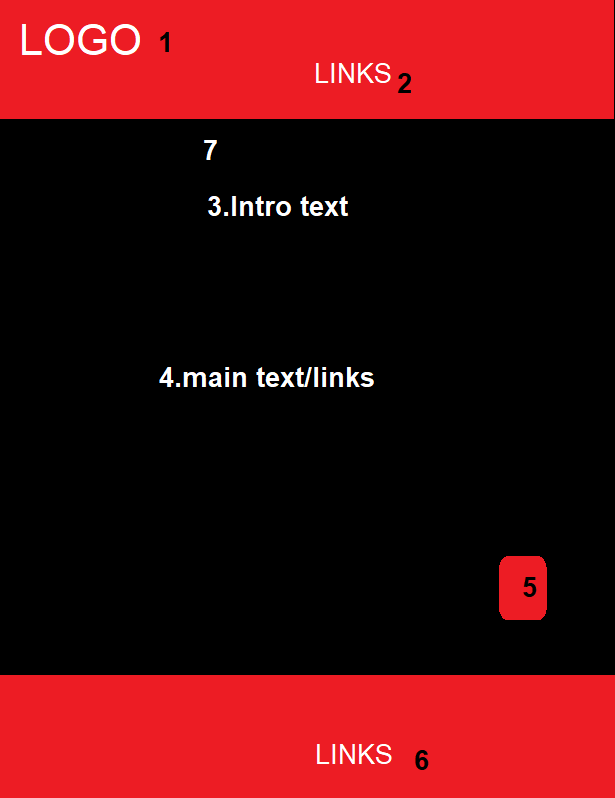 LOGO 1
LINKS 2
7
3.Intro text
4.main text/links
5
LINKS 6